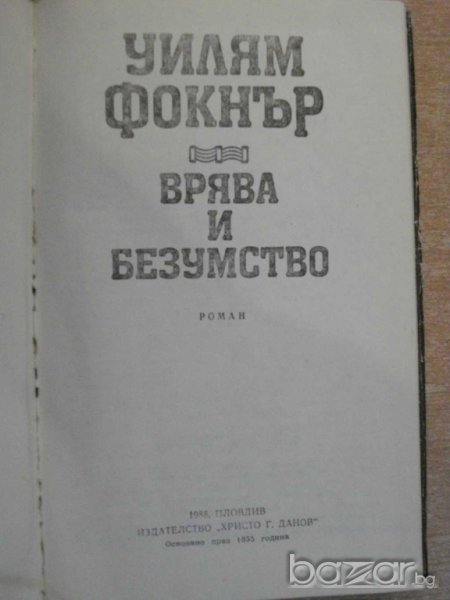 УИЛЯМ
ФОКНЪР
ВРЯВА
И
БЕЗУМСТВО
РОМАН
1988, ПЛОВДИВ
ИЗДАТЕЛСТВО „ХРИСТО Г. ДАНОВ"
Основано през 1855 година
bazar.bg